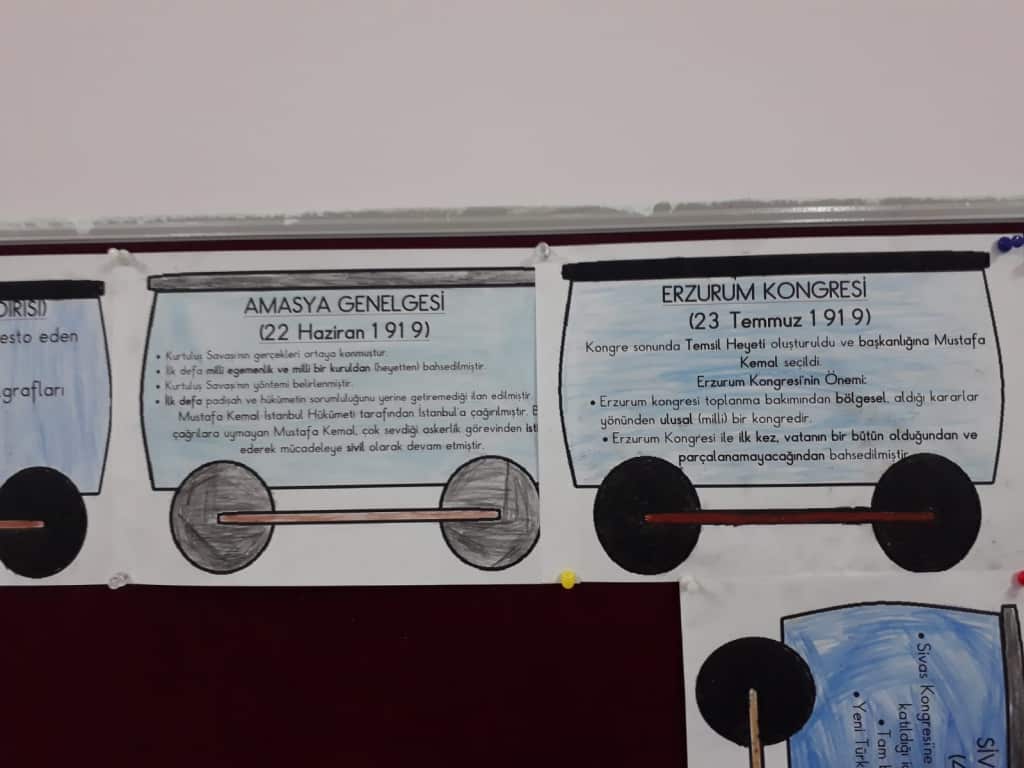 DİRİSİ)
esto eden
grafları
AMASYA GENELGESİ
(22 Haziran 1919)
• Kurtuluş Savaşı'nın gerçekleri ortaya konmuştur.
• İlk defa milli egemenlik ve milli bir kuruldan (heyetten) bahsedilmiştir.
• Kurtuluş Savaşı'nın yöntemi belirlenmiştir.
• İlk defa padişah ve hükümetin sorumluluğunu yerine getiremediği ilan edilmiştir.
Mustafa Kemal İstanbul Hükümeti tarafından İstanbul'a çağırılmıştır. B
çağrılara uymayan Mustafa Kemal, çok sevdiği askerlik görevinden isti
ederek mücadeleye sivil olarak devam etmiştir.
ERZURUM KONGRESİ
(23 Temmuz 1919)
Kongre sonunda Temsil Heyeti oluşturuldu ve başkanlığına Mustafa
Kemal seçildi.
Erzurum Kongresi'nin Önemi:
• Erzurum kongresi toplanma bakımından bölgesel, aldığı kararlar
yönünden ulusal (milli) bir kongredir.
• Erzurum Kongresi ile ilk kez, vatanın bir bütün olduğundan ve
parçalanamayacağından bahsedilmiştir.
SİV
(4
• Sivas Kongresi'ne
katıldığı iç
• Tam b
• Yeni Türk